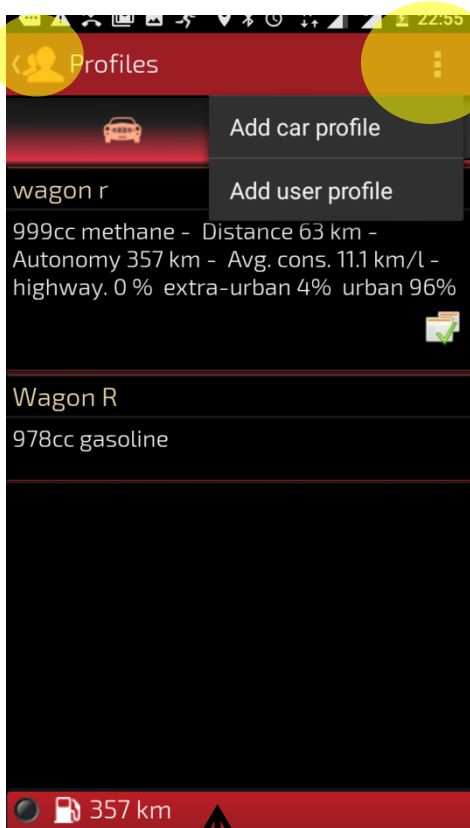 22:55
Profiles
Add car profile
Add user profile
wagon r
999cc methane - Distance 63 km -
Autonomy 357 km - Avg. cons. 11.1 km/l -
highway. 0 % extra-urban 4% urban 96%
Wagon R
978cc gasoline
357 km